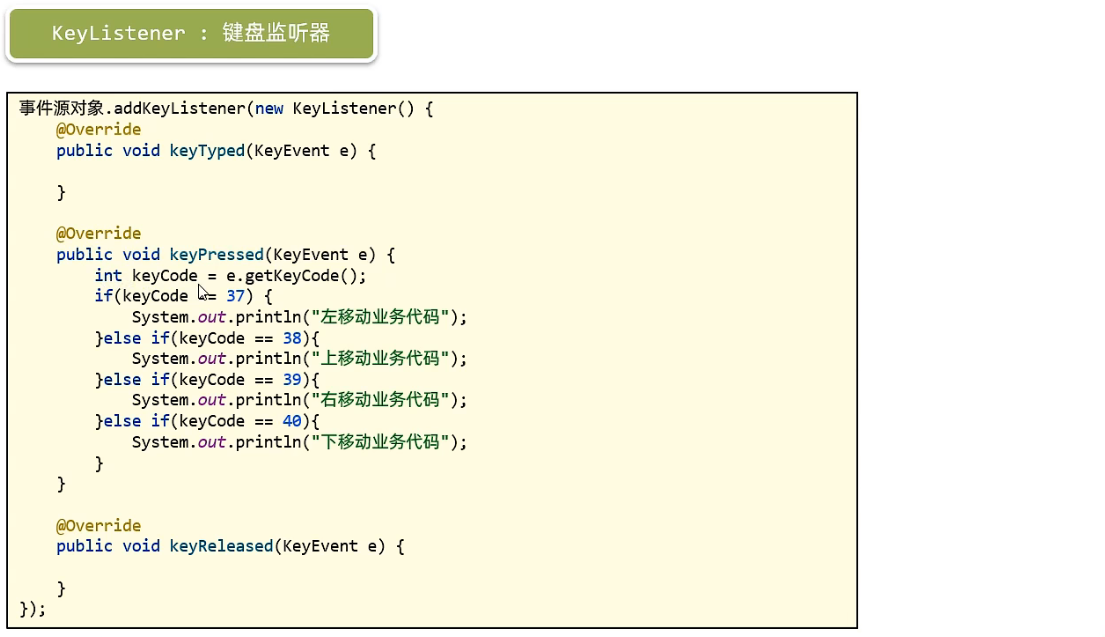 KeyListener : 键盘监听器
事件源对象.addKeyListener(new KeyListener() {
    @Override
    public void keyTyped(KeyEvent e) {
    }
    @Override
    public void keyPressed(KeyEvent e) {
        int keyCode = e.getKeyCode();
        if(keyCode == 37) {
            System.out.println("左移动业务代码");
        }else if(keyCode == 38){
            System.out.println("上移动业务代码");
        }else if(keyCode == 39){
            System.out.println("右移动业务代码");
        }else if(keyCode == 40){
            System.out.println("下移动业务代码");
        }
    }
    @Override
    public void keyReleased(KeyEvent e) {
    }
});